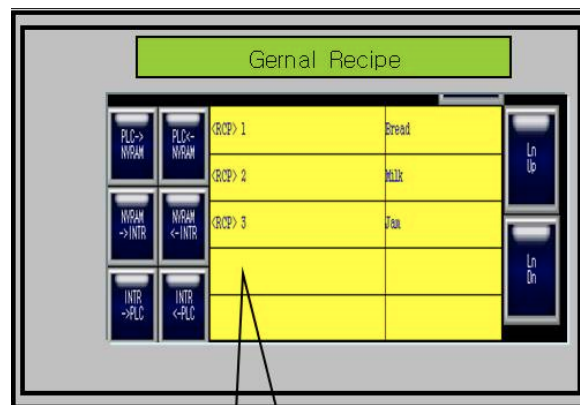 Gernal Recipe
PLC->
NVRAM
PLC<-
NVRAM
<RCP> 1
Bread
Ln
Up
<RCP> 2
Milk
NVRAM
->INTR
NVRAM
<-INTR
<RCP> 3
Jam
Ln
Dn
INTR
->PLC
INTR
<-PLC